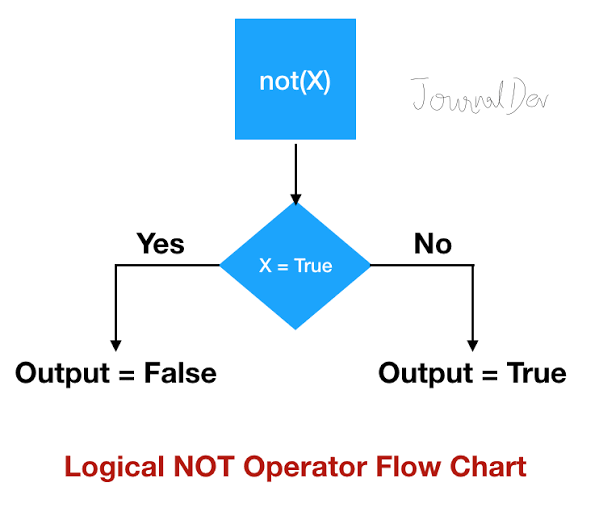 not(X)
JournalDev
Yes
X = True
No
Output = False
Output = True
Logical NOT Operator Flow Chart